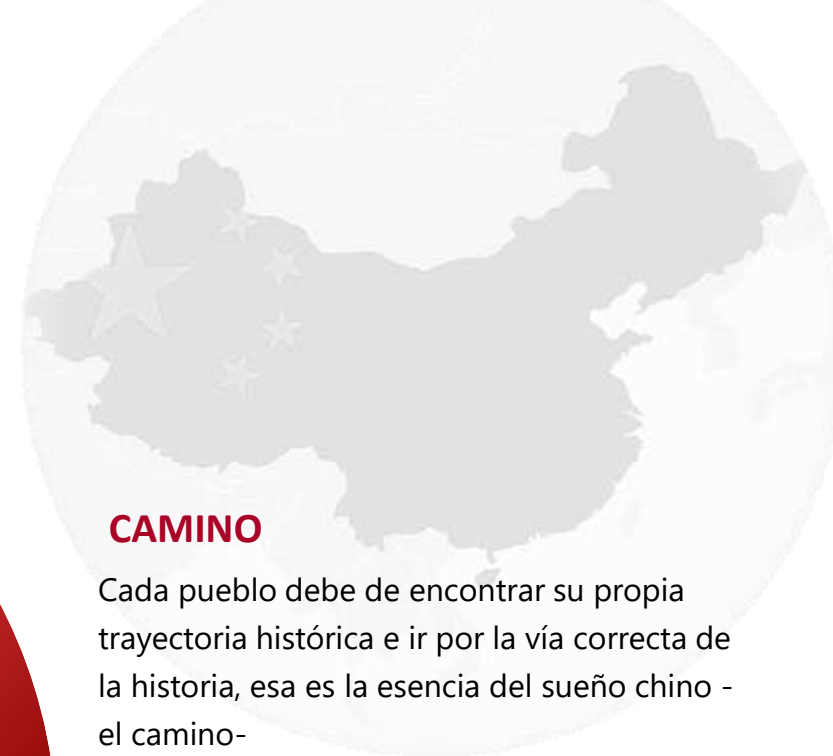 CAMINO
Cada pueblo debe de encontrar su propia
trayectoria histórica e ir por la vía correcta de
la historia, esa es la esencia del sueño chino -
el camino-